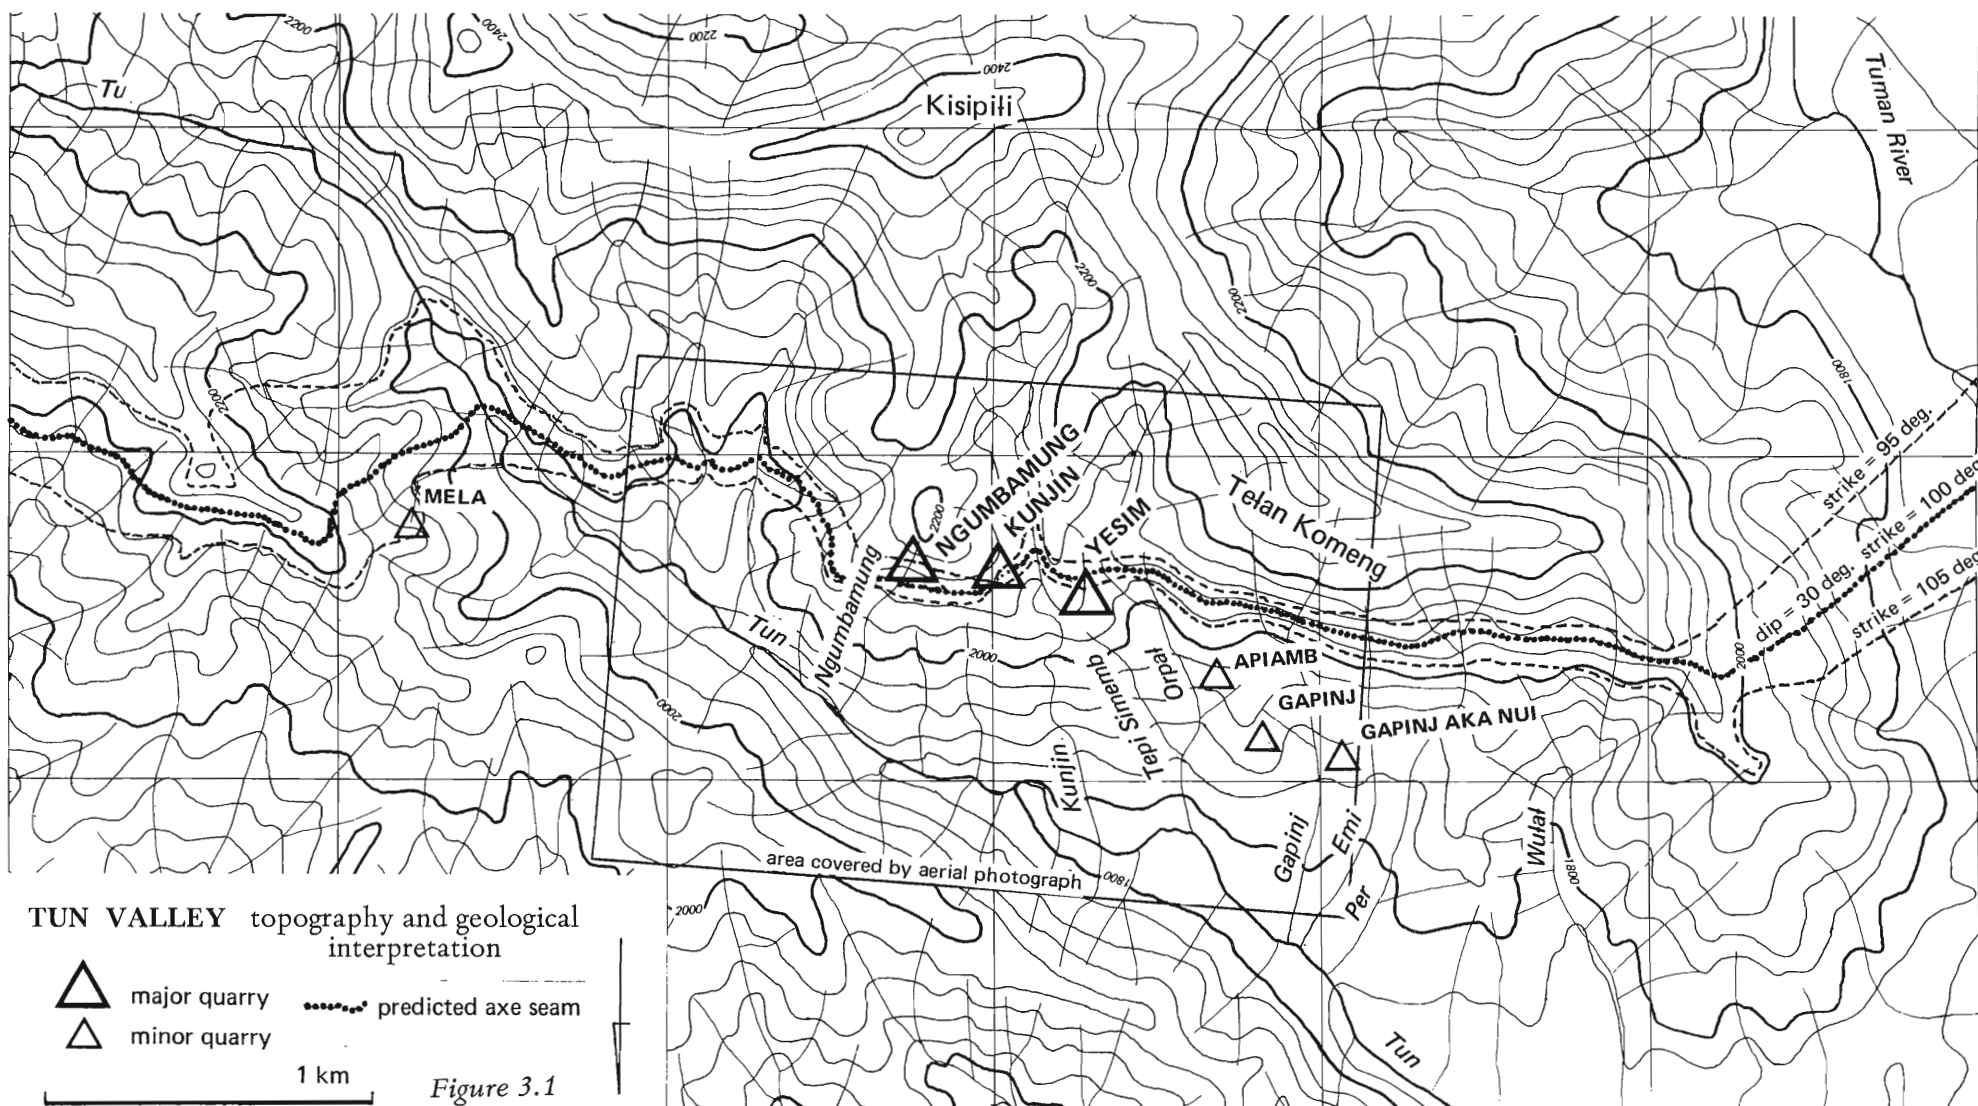 2200
2400
2200
2400
Kisipili
Tu
Tuman River
2200
2200
2200
1800
strike = 95 deg.
NGUMBAMUNG
KUNJIN
YESIM
2200
Telan Komeng
MELA
strike = 100 deg.
dip = 30 deg.
strike = 105 deg.
Ngumbamung
Tun
2000
2000
2000
APIAMB
GAPINJ
GAPINJ AKA NUI
Orpał
Tepi Simemb
Kunjin
Gapinj
Emi
Per
Wułał
1800
1800
area covered by aerial photograph
2000
Tun
TUN VALLEY topography and geological
interpretation
major quarry
predicted axe seam
minor quarry
1 km
Figure 3.1